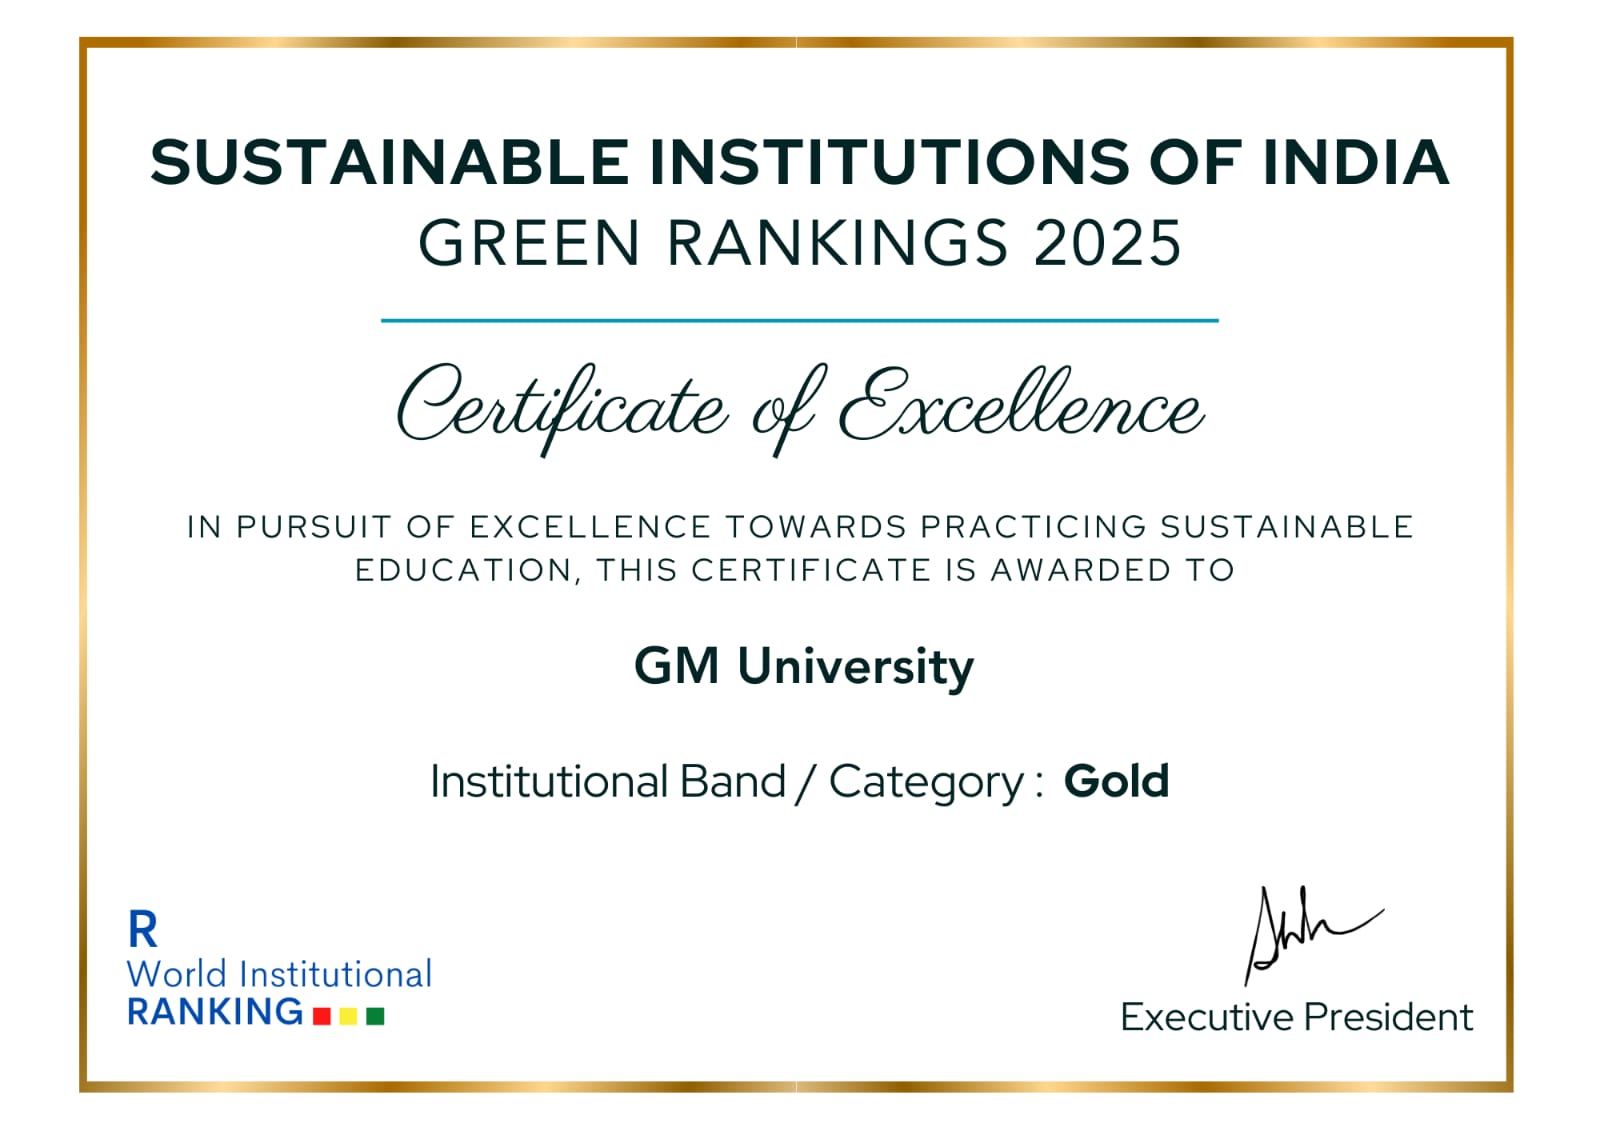 SUSTAINABLE INSTITUTIONS OF INDIA
GREEN RANKINGS 2025
Certificate of Excellence
IN PURSUIT OF EXCELLENCE TOWARDS PRACTICING SUSTAINABLE
EDUCATION, THIS CERTIFICATE IS AWARDED TO
GM University
Institutional Band / Category : Gold
R
World Institutional
RANKING
Executive President